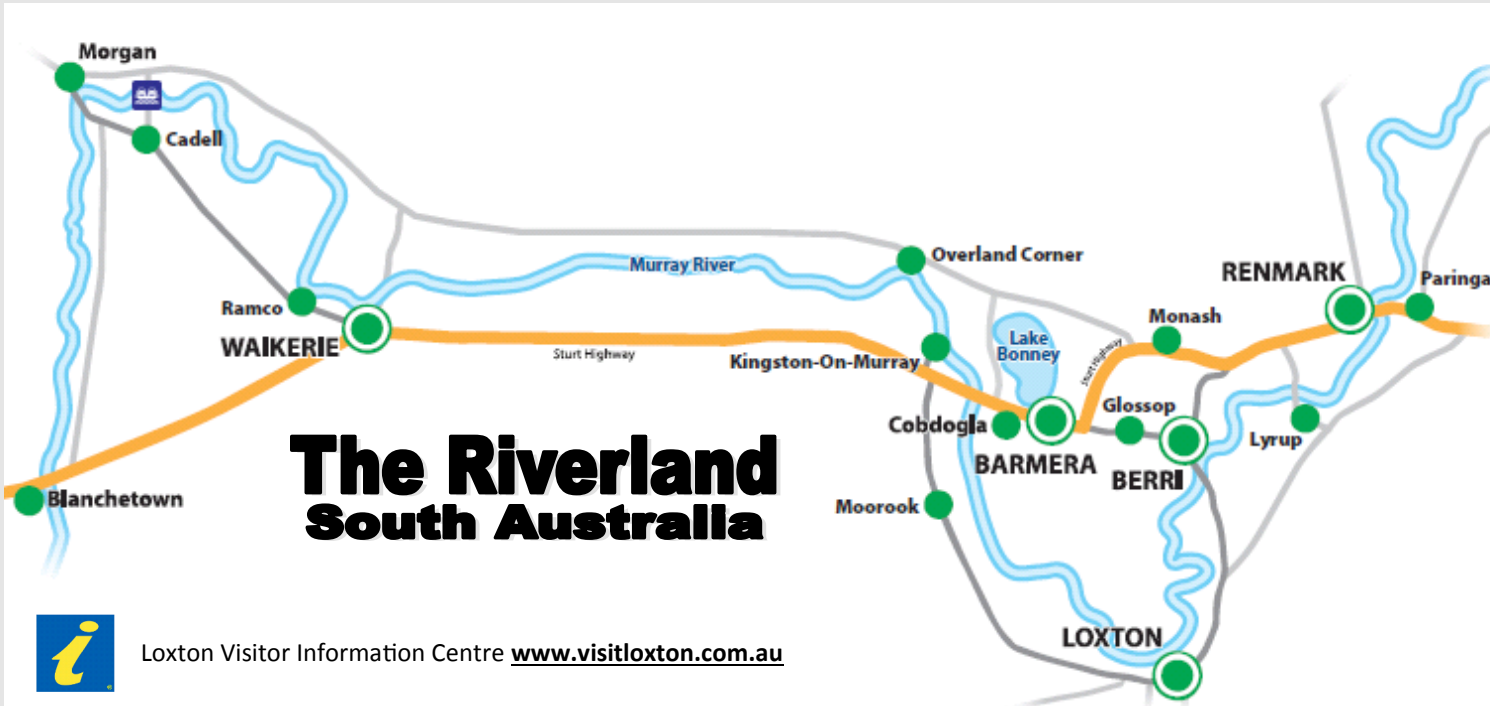 Morgan
Cadell
Overland Corner
Murray River
RENMARK
Paringa
Ramco
Monash
WAIKERIE
Sturt Highway
Lake
Bonney
Sturt Highway
Kingston-On-Murray
Glossop
Cobdogla
Lyrup
BARMERA
BERRI
The Riverland
South Australia
Blanchetown
Moorook
LOXTON
i
Loxton Visitor Information Centre www.visitloxton.com.au